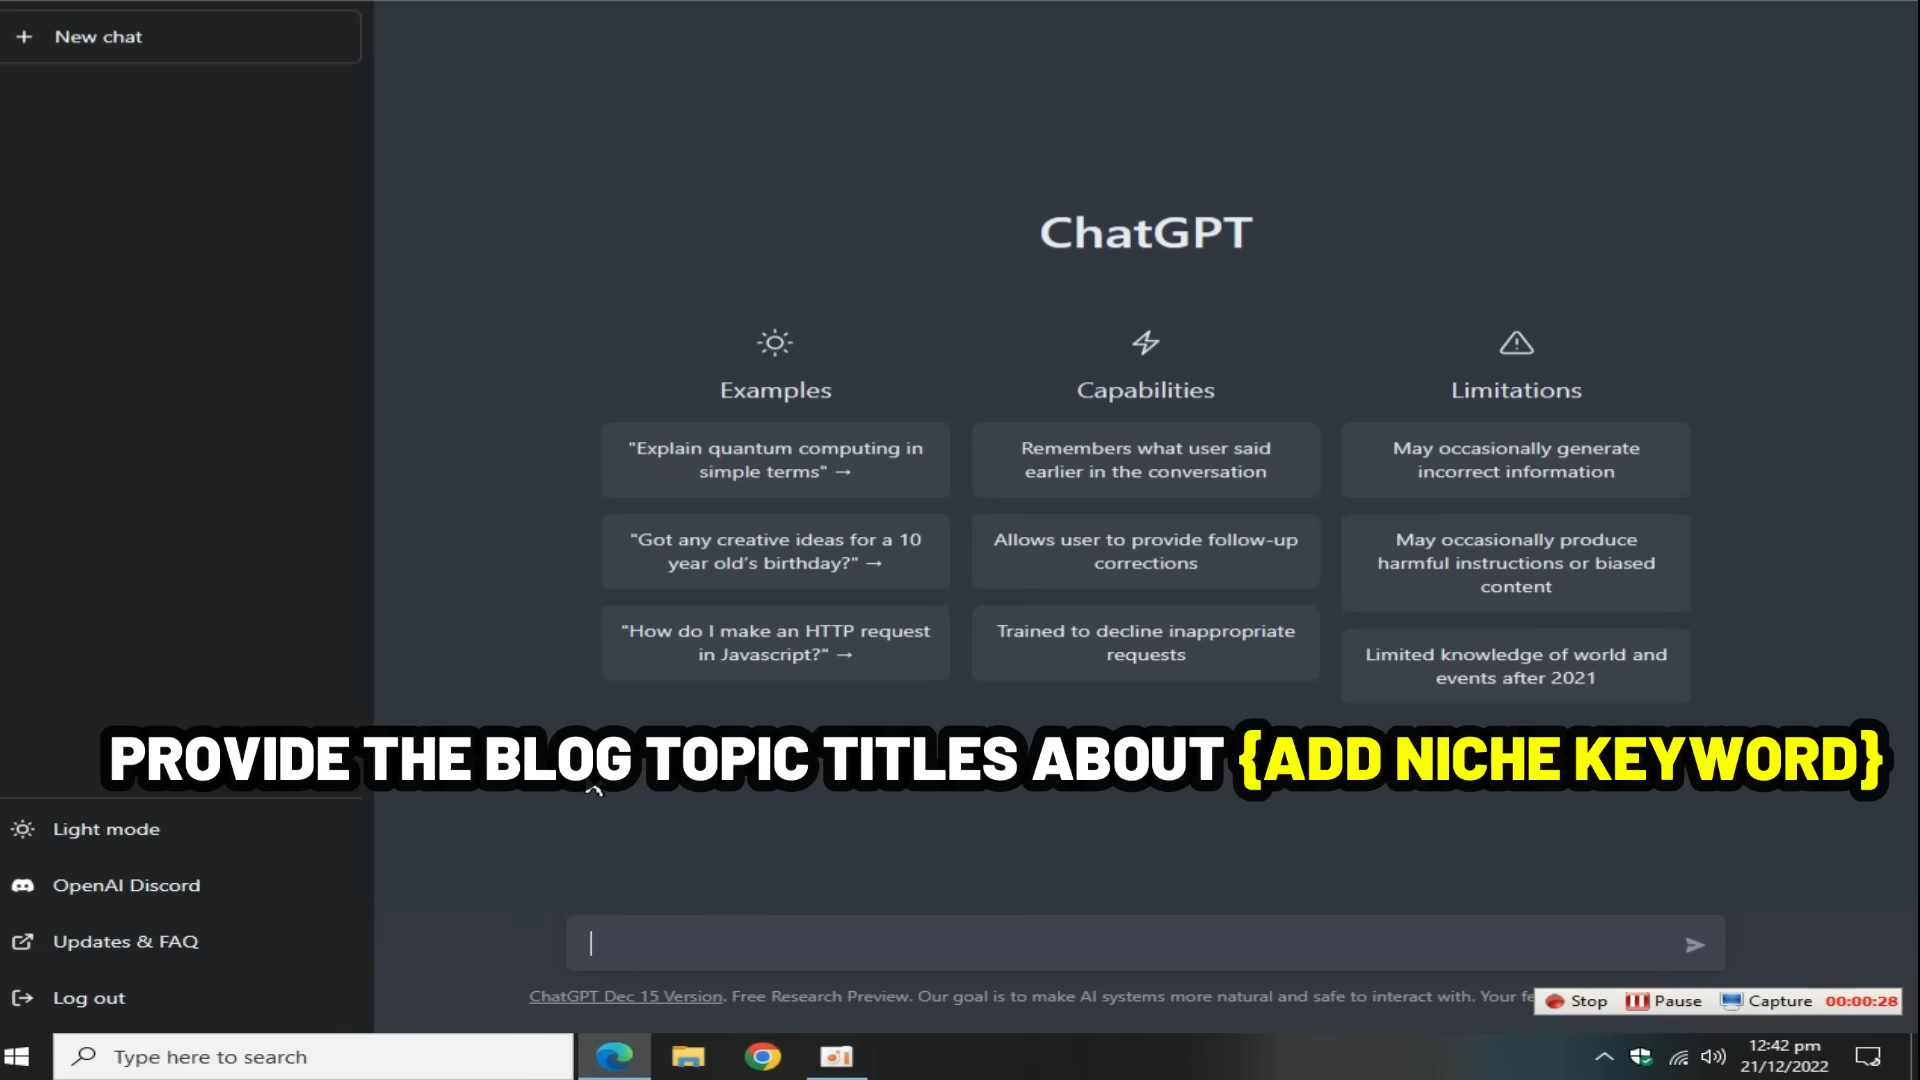 New chat
ChatGPT
Examples
Capabilities
Limitations
"Explain quantum computing in
simple terms" →
Remembers what user said
earlier in the conversation
May occasionally generate
incorrect information
"Got any creative ideas for a 10
year old's birthday?" →
Allows user to provide follow-up
corrections
May occasionally produce
harmful instructions or biased
content
"How do I make an HTTP request
in Javascript?" →
Trained to decline inappropriate
requests
Limited knowledge of world and
events after 2021
PROVIDE THE BLOG TOPIC TITLES ABOUT {ADD NICHE KEYWORD}
Light mode
OpenAI Discord
Updates & FAQ
Log out
ChatGPT Dec 15 Version. Free Research Preview. Our goal is to make AI systems more natural and safe to interact with. Your
Stop Pause Capture 00:00:28
Type here to search
12:42 pm
21/12/2022